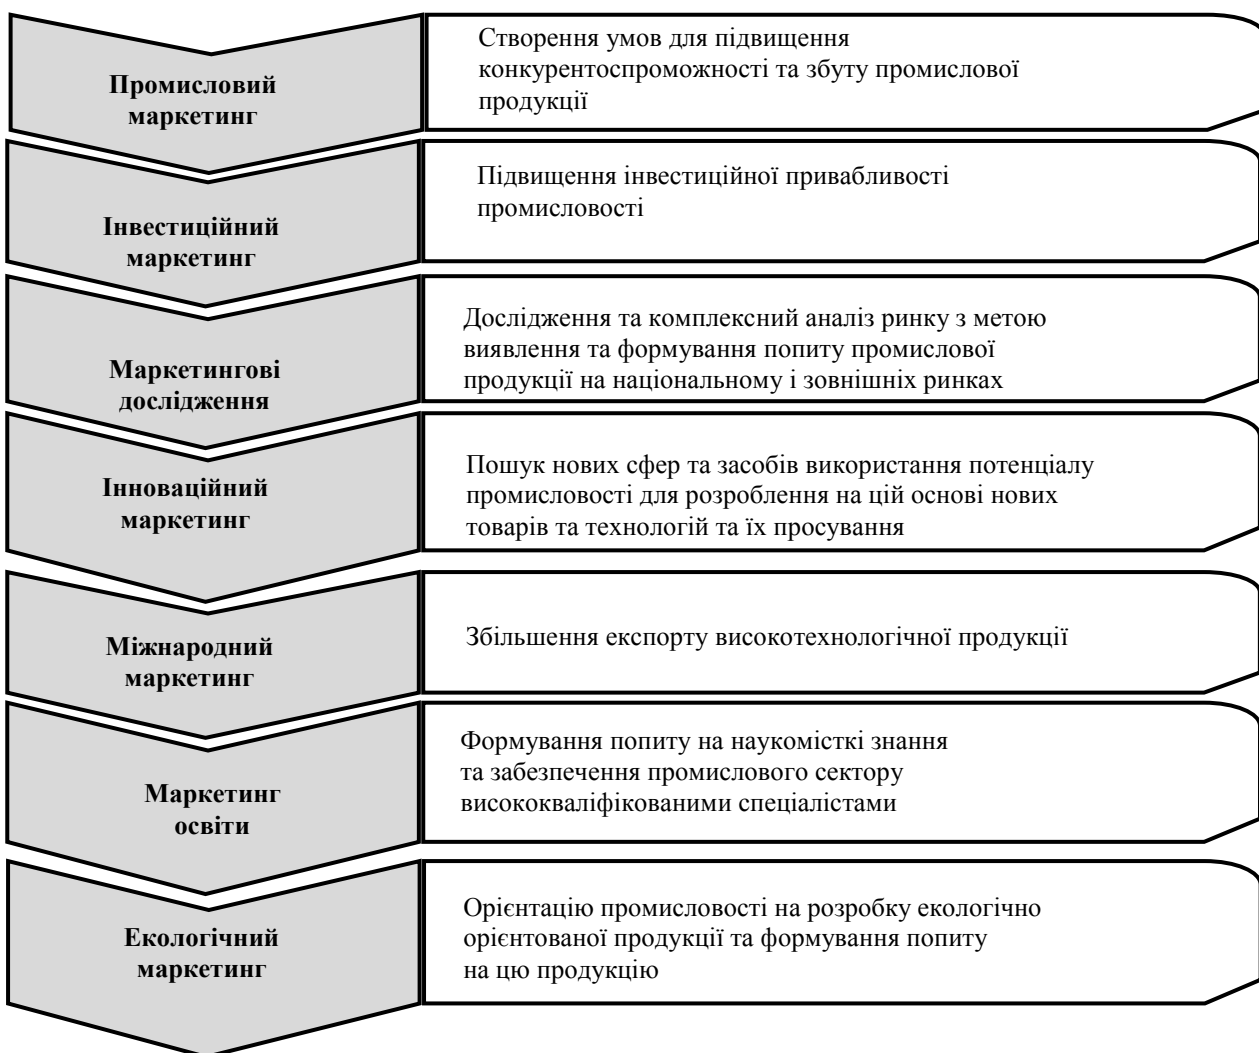 Промисловий
маркетинг
Створення умов для підвищення
конкурентоспроможності та збуту промислової
продукції
Інвестиційний
маркетинг
Підвищення інвестиційної привабливості
промисловості
Маркетингові
дослідження
Дослідження та комплексний аналіз ринку з метою
виявлення та формування попиту промислової
продукції на національному і зовнішніх ринках
Інноваційний
маркетинг
Пошук нових сфер та засобів використання потенціалу
промисловості для розроблення на цій основі нових
товарів та технологій та їх просування
Міжнародний
маркетинг
Збільшення експорту високотехнологічної продукції
Маркетинг
освіти
Формування попиту на наукомісткі знання
та забезпечення промислового сектору
висококваліфікованими спеціалістами
Екологічний
маркетинг
Орієнтацію промисловості на розробку екологічно
орієнтованої продукції та формування попиту
на цю продукцію